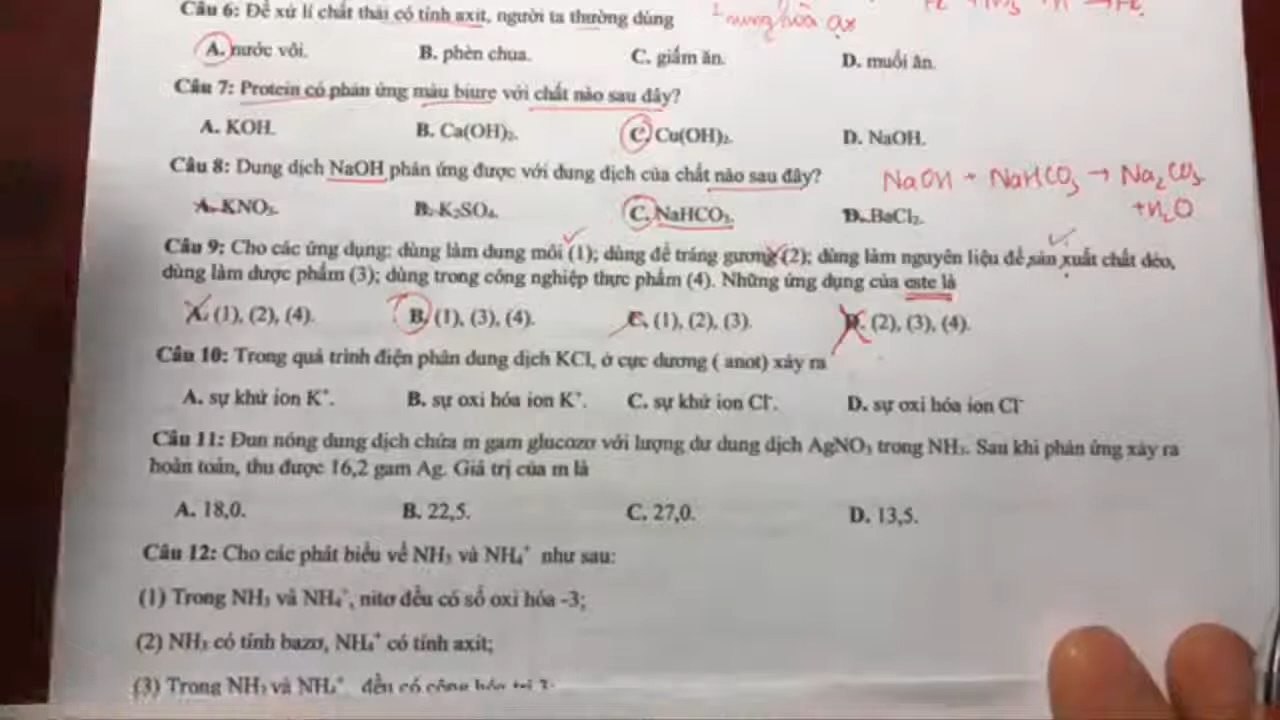 Câu 6: Để xử lí chất thải có tính axit, người ta thường dùng
trung hòa ax
A. nước vôi. B. phèn chua. C. giấm ăn. D. muối ăn.
Câu 7: Protein có phản ứng màu biure với chất nào sau đây?
A. KOH. B. Ca(OH)₂. C. Cu(OH)₂. D. NaOH.
Câu 8: Dung dịch NaOH phản ứng được với dung dịch của chất nào sau đây?
NaOH + NaHCO₃ → Na₂CO₃
+ H₂O
A. KNO₃. B. K₂SO₄. C. NaHCO₃. D. BaCl₂.
Câu 9: Cho các ứng dụng: dùng làm dung môi (1); dùng để tráng gương (2); dùng làm nguyên liệu để sản xuất chất dẻo,
dùng làm dược phẩm (3); dùng trong công nghiệp thực phẩm (4). Những ứng dụng của este là
A. (1), (2), (4). B. (1), (3), (4). C. (1), (2), (3). D. (2), (3), (4).
Câu 10: Trong quá trình điện phân dung dịch KCl, ở cực dương ( anot) xảy ra
A. sự khử ion K⁺. B. sự oxi hóa ion K⁺. C. sự khử ion Cl⁻. D. sự oxi hóa ion Cl⁻
Câu 11: Đun nóng dung dịch chứa m gam glucozơ với lượng dư dung dịch AgNO₃ trong NH₃. Sau khi phản ứng xảy ra
hoàn toàn, thu được 16,2 gam Ag. Giá trị của m là
A. 18,0. B. 22,5. C. 27,0. D. 13,5.
Câu 12: Cho các phát biểu về NH₃ và NH₄⁺ như sau:
(1) Trong NH₃ và NH₄⁺, nitơ đều có số oxi hóa -3;
(2) NH₃ có tính bazơ, NH₄⁺ có tính axit;
(3) Trong NH₃ và NH₄⁺, đều có cộng hóa trị 3;